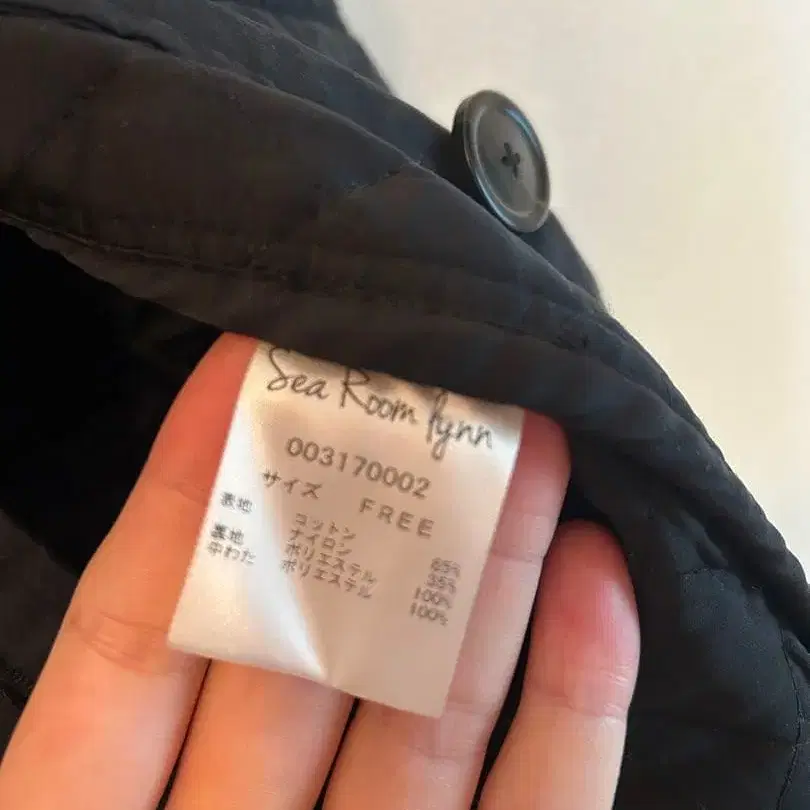 Sea Room lynn
003170002
サイズ FREE
表地 コットン 65%
ナイロン 35%
裏地 ポリエステル 100%
中わた ポリエステル 100%